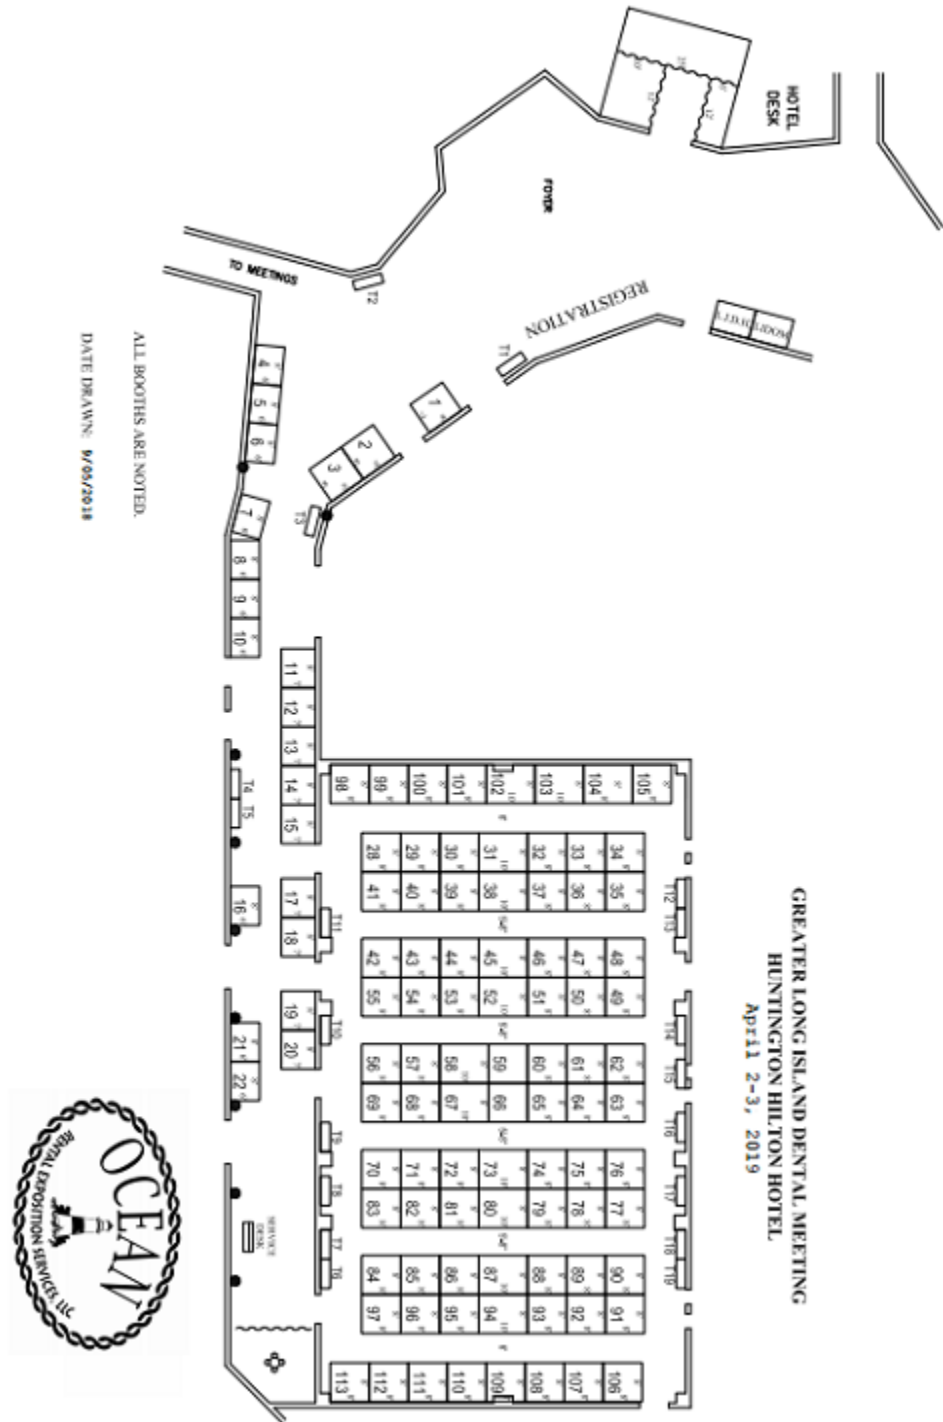 GREATER LONG ISLAND DENTAL MEETING
HUNTINGTON HILTON HOTEL
April 2-3, 2019
HOTEL
DESK
FOYER
REGISTRATION
TO MEETINGS
T2
T1
T3
1
2
3
4
5
6
7
8
9
10
11
12
13
14
15
T4 T5
16
17
18
T11
19
20
T10
21
22
T9
T8
T7
T6
SERVICE
DESK
98 99 100 101 102 103 104 105
28 29 30 31 32 33 34
41 40 39 38 37 36 35
T12 T13
42 43 44 45 46 47 48
55 54 53 52 51 50 49
T14
T15
56 57 58 59 60 61 62
69 68 67 66 65 64 63
T16
70 71 72 73 74 75 76
83 82 81 80 79 78 77
T17
T18 T19
84 85 86 87 88 89 90
97 96 95 94 93 92 91
113 112 111 110 109 108 107 106
ALL BOOTHS ARE NOTED.
DATE DRAWN: 9/05/2018
OCEAN
RENTAL EXPOSITION SERVICES, LLC